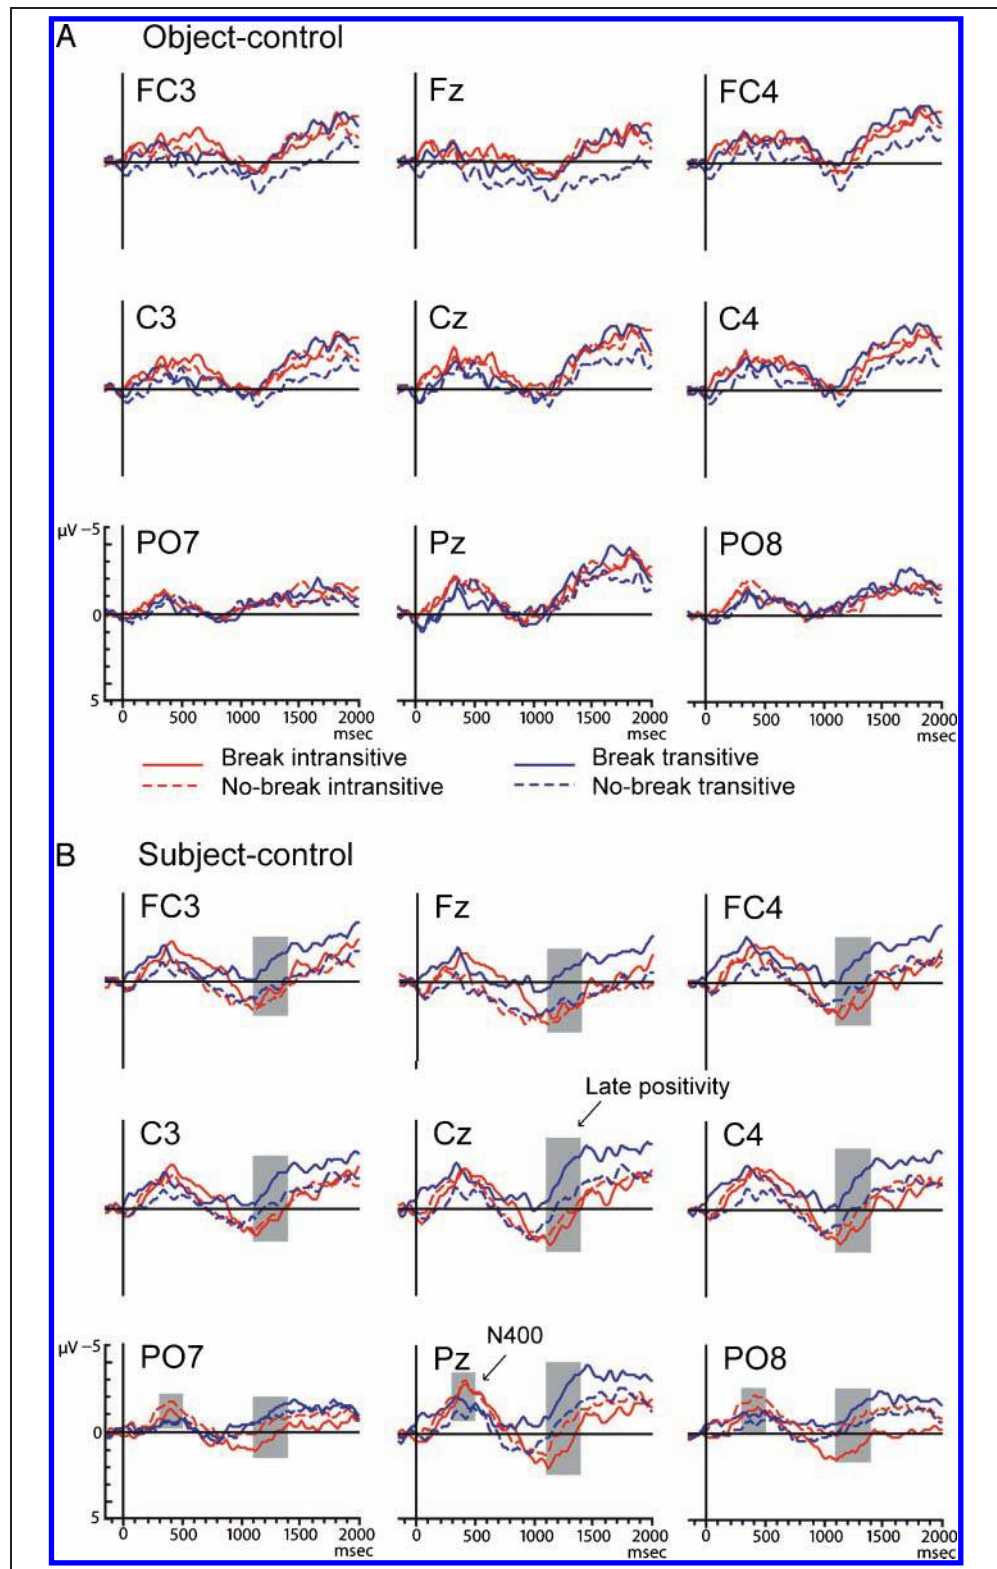 A Object-control
FC3 Fz FC4
C3 Cz C4
µV −5 PO7 Pz PO8
0
5
0 500 1000 1500 2000 0 500 1000 1500 2000 0 500 1000 1500 2000
msec msec msec
Break intransitive Break transitive
No-break intransitive No-break transitive
B Subject-control
FC3 Fz FC4
Late positivity
C3 Cz C4
N400
µV −5 PO7 Pz PO8
0
5
0 500 1000 1500 2000 0 500 1000 1500 2000 0 500 1000 1500 2000
msec msec msec